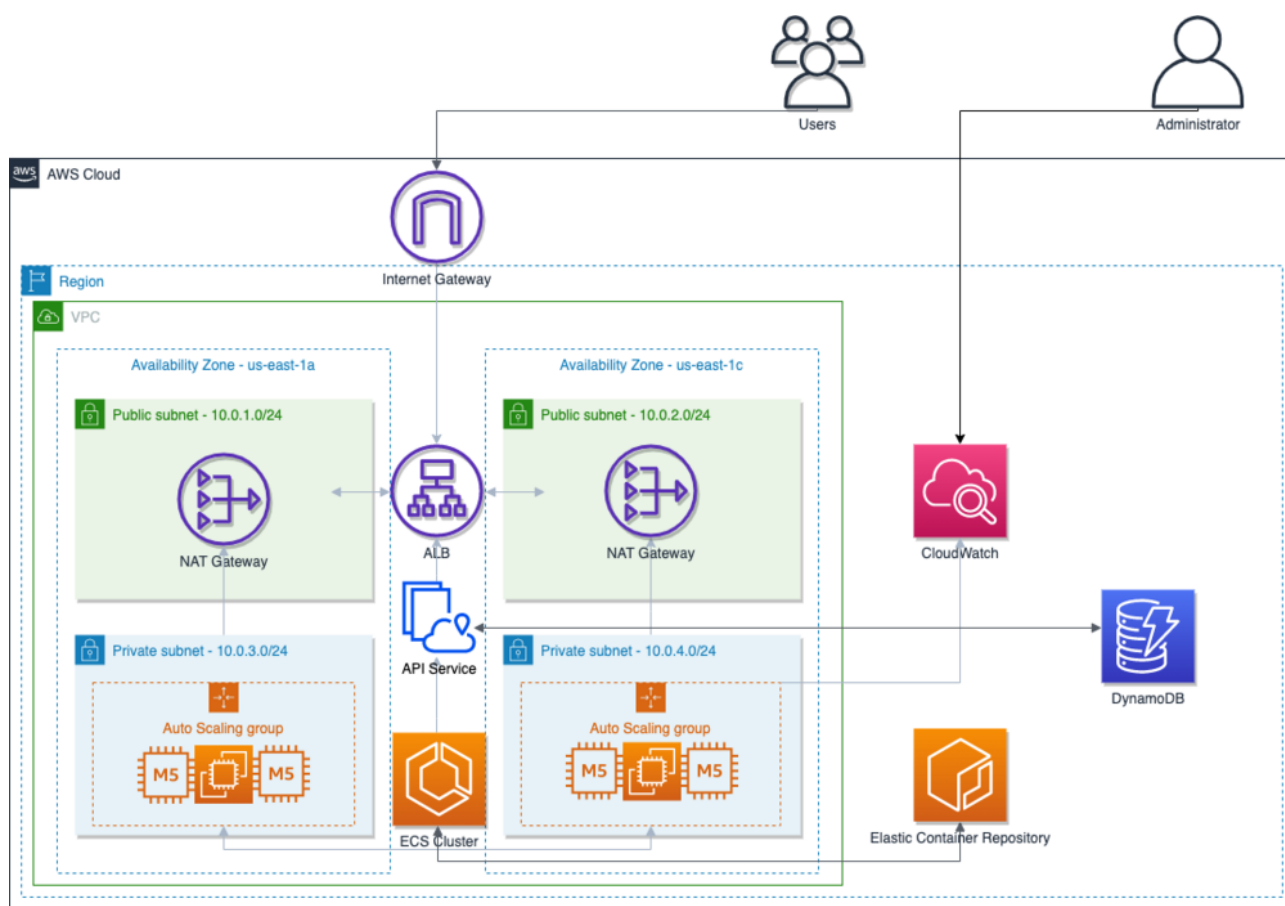 Users
Administrator
aws
AWS Cloud
Internet Gateway
Region
VPC
Availability Zone - us-east-1a
Availability Zone - us-east-1c
Public subnet - 10.0.1.0/24
Public subnet - 10.0.2.0/24
NAT Gateway
ALB
NAT Gateway
CloudWatch
Private subnet - 10.0.3.0/24
API Service
Private subnet - 10.0.4.0/24
DynamoDB
Auto Scaling group
Auto Scaling group
M5
M5
M5
M5
ECS Cluster
Elastic Container Repository